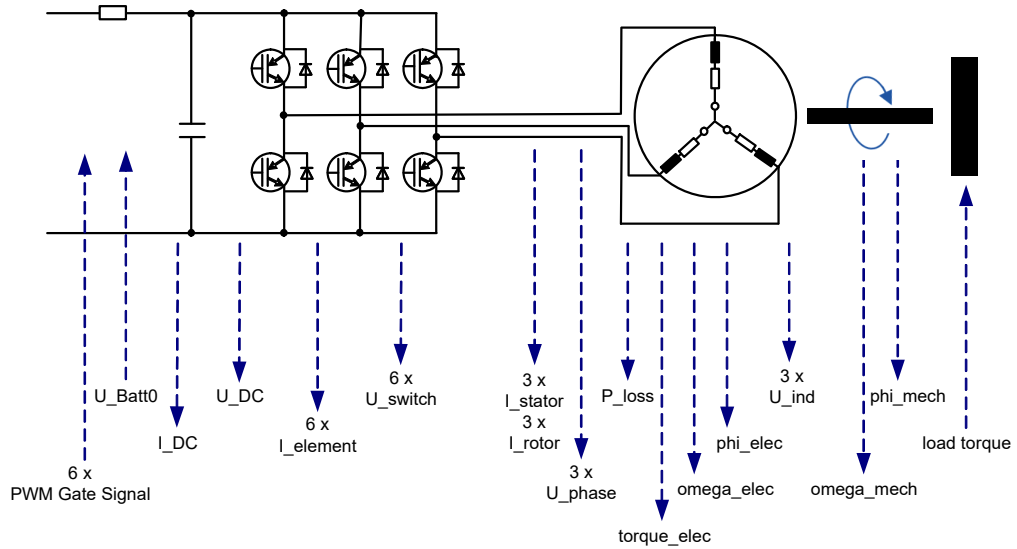 U_Batt0
U_DC
6 x
U_switch
3 x
I_stator
3 x
I_rotor
P_loss
3 x
U_ind
phi_mech
I_DC
6 x
I_element
phi_elec
load torque
6 x
PWM Gate Signal
3 x
U_phase
omega_elec
omega_mech
torque_elec